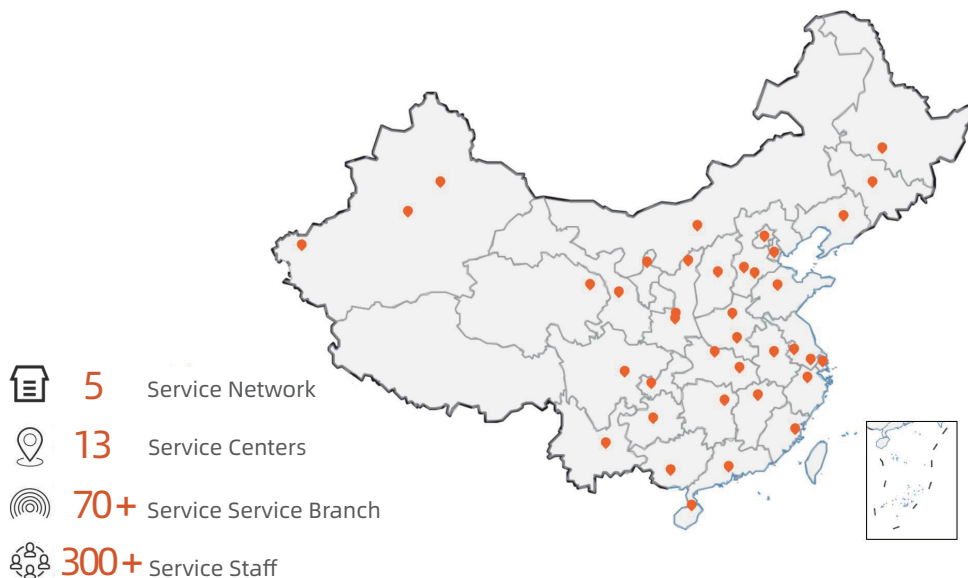 5 Service Network
13 Service Centers
70+ Service Service Branch
300+ Service Staff